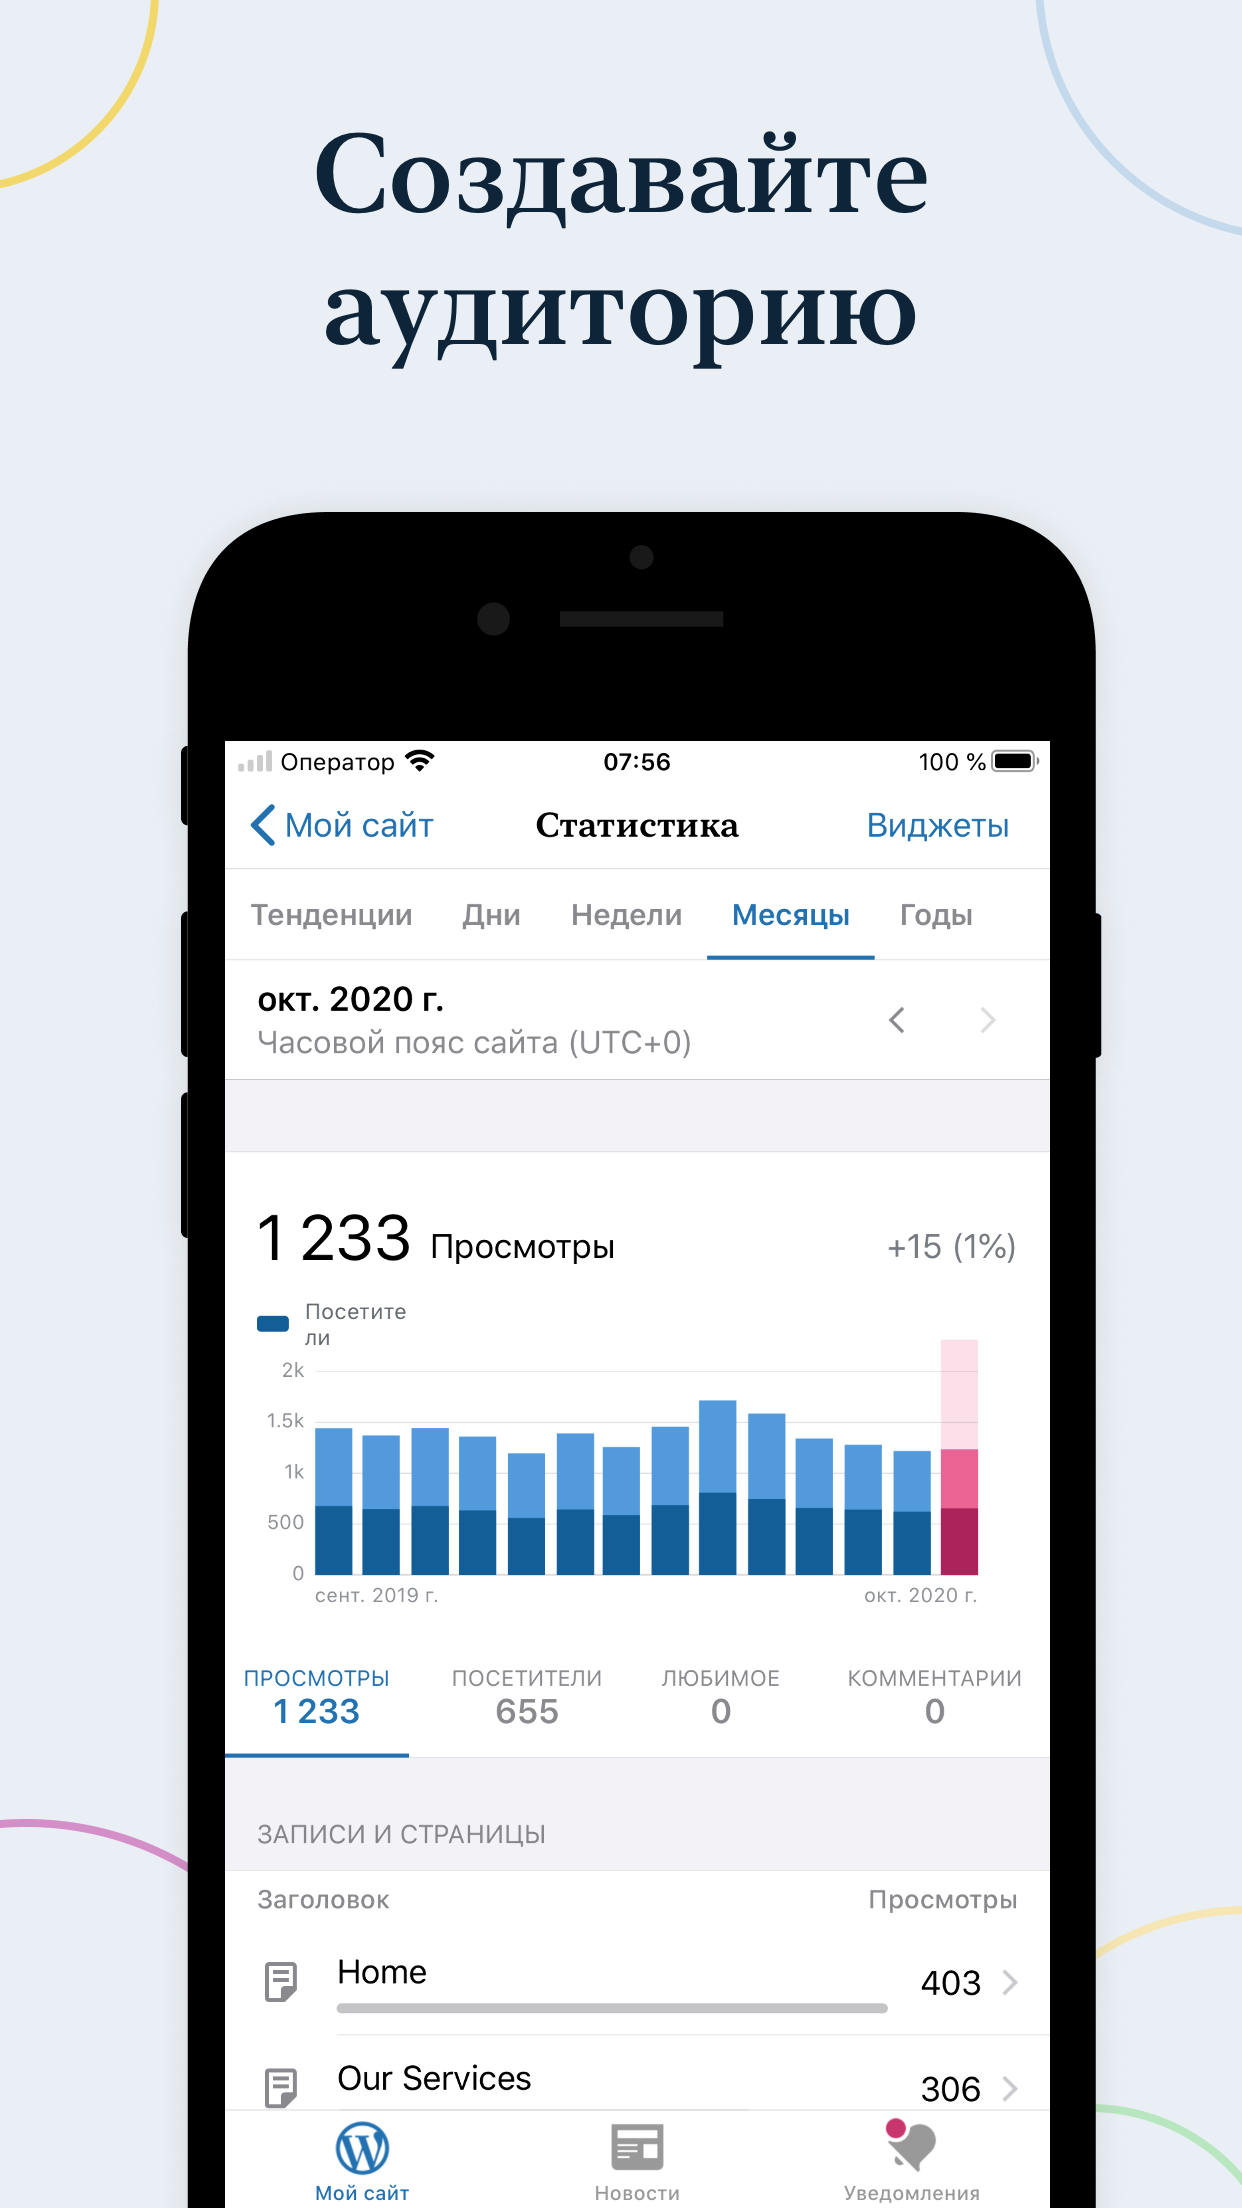 Создавайте
аудиторию
Оператор 07:56 100 %
Мой сайт Статистика Виджеты
Тенденции Дни Недели Месяцы Годы
окт. 2020 г.
Часовой пояс сайта (UTC+0)
1 233 Просмотры +15 (1%)
Посетите
ли
2k
1.5k
1k
500
0
сент. 2019 г. окт. 2020 г.
ПРОСМОТРЫ ПОСЕТИТЕЛИ ЛЮБИМОЕ КОММЕНТАРИИ
1 233 655 0 0
ЗАПИСИ И СТРАНИЦЫ
Заголовок Просмотры
Home 403
Our Services 306
Мой сайт Новости Уведомления